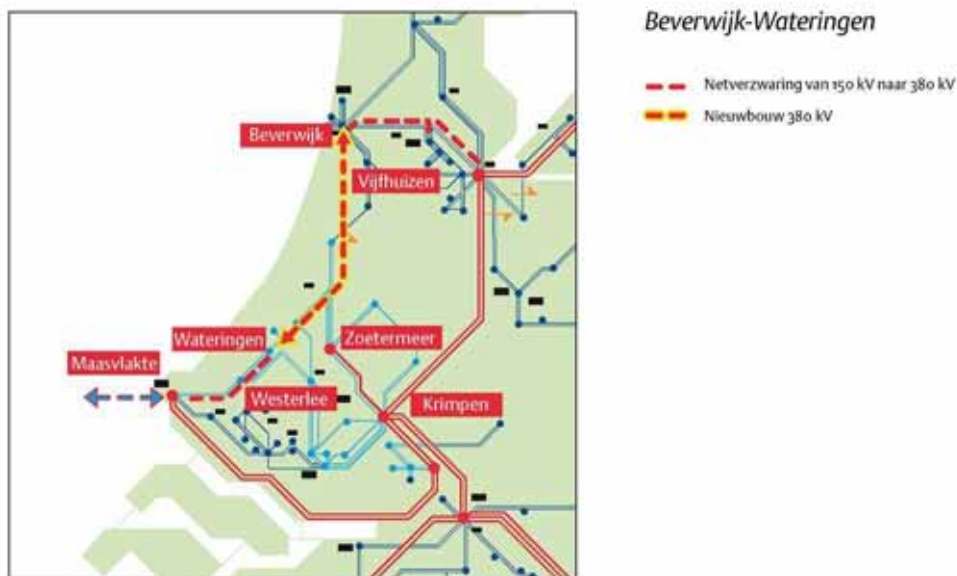 Beverwijk-Wateringen
Netverzwaring van 150 kV naar 380 kV
Nieuwbouw 380 kV
Beverwijk
Vijfhuizen
Wateringen
Zoetermeer
Maasvlakte
Westerlee
Krimpen